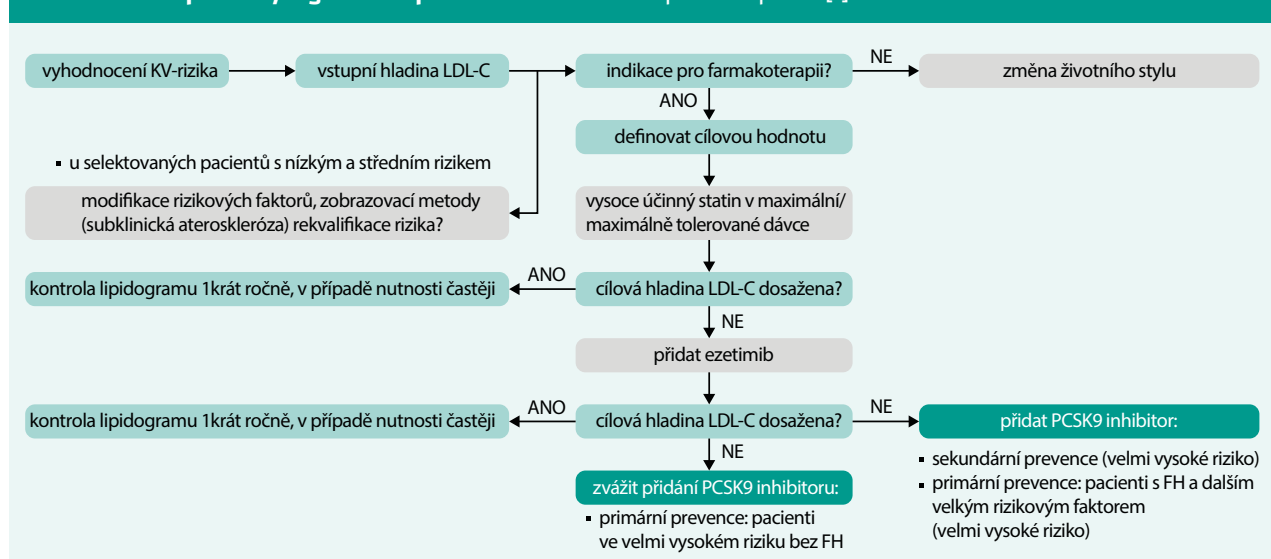 vyhodnocení KV-rizika
vstupní hladina LDL-C
indikace pro farmakoterapii?
NE
změna životního stylu
ANO
definovat cílovou hodnotu
▪ u selektovaných pacientů s nízkým a středním rizikem
modifikace rizikových faktorů, zobrazovací metody
(subklinická ateroskleróza) rekvalifikace rizika?
vysoce účinný statin v maximální/
maximálně tolerované dávce
kontrola lipidogramu 1krát ročně, v případě nutnosti častěji
ANO
cílová hladina LDL-C dosažena?
NE
přidat ezetimib
kontrola lipidogramu 1krát ročně, v případě nutnosti častěji
ANO
cílová hladina LDL-C dosažena?
NE
přidat PCSK9 inhibitor:
▪ sekundární prevence (velmi vysoké riziko)
▪ primární prevence: pacienti s FH a dalším
velkým rizikovým faktorem
(velmi vysoké riziko)
NE
zvážit přidání PCSK9 inhibitoru:
▪ primární prevence: pacienti
ve velmi vysokém riziku bez FH